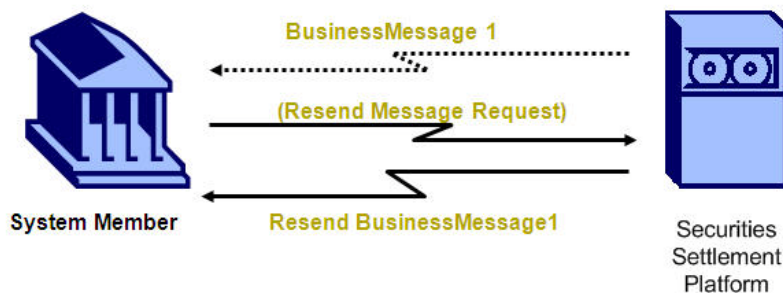 BusinessMessage 1
(Resend Message Request)
System Member
Resend BusinessMessage1
Securities
Settlement
Platform